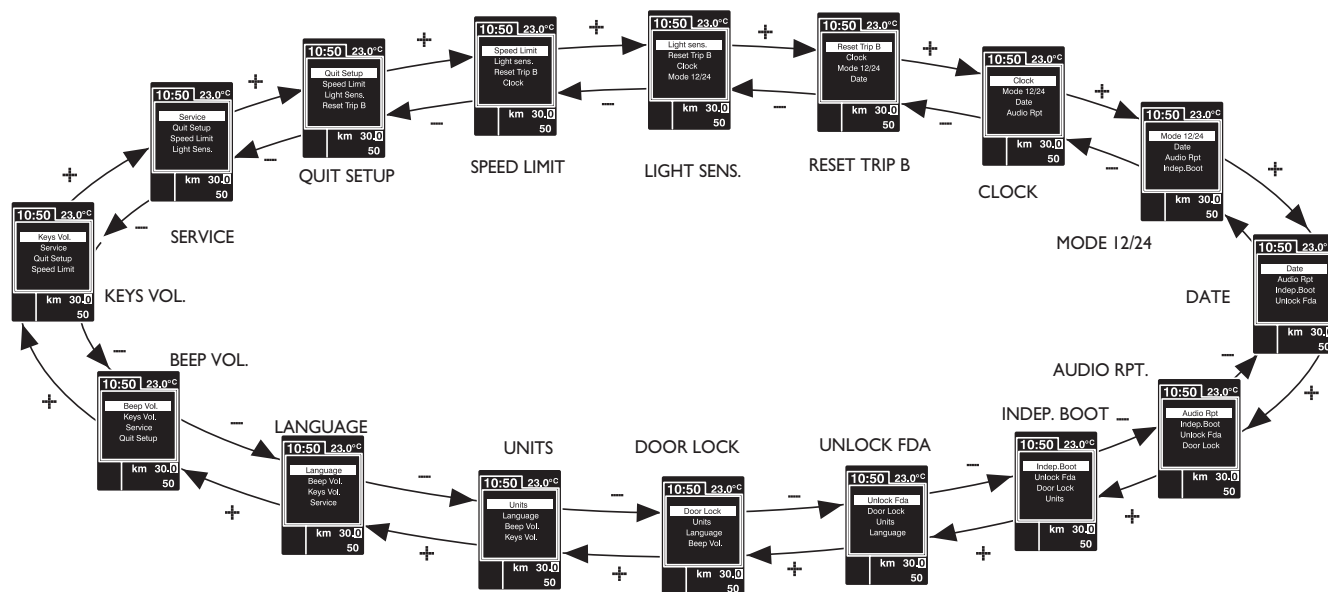 10:50 23.0°C
Service
Quit Setup
Speed Limit
Light Sens.
km 30.0
50
SERVICE
+
–
10:50 23.0°C
Quit Setup
Speed Limit
Light Sens.
Reset Trip B
km 30.0
50
QUIT SETUP
+
–
10:50 23.0°C
Speed Limit
Light sens.
Reset Trip B
Clock
km 30.0
50
SPEED LIMIT
+
–
10:50 23.0°C
Light sens.
Reset Trip B
Clock
Mode 12/24
km 30.0
50
LIGHT SENS.
+
–
10:50 23.0°C
Reset Trip B
Clock
Mode 12/24
Date
km 30.0
50
RESET TRIP B
+
–
10:50 23.0°C
Clock
Mode 12/24
Date
Audio Rpt
km 30.0
50
CLOCK
+
–
10:50 23.0°C
Mode 12/24
Date
Audio Rpt
Indep.Boot
km 30.0
50
MODE 12/24
+
–
10:50 23.0°
Date
Audio Rpt
Indep.Boot
Unlock Fda
km 30.0
50
DATE
+
–
10:50 23.0°C
Audio Rpt
Indep.Boot
Unlock Fda
Door Lock
km 30.0
50
AUDIO RPT.
+
–
10:50 23.0°C
Indep.Boot
Unlock Fda
Door Lock
Units
km 30.0
50
INDEP. BOOT
+
–
10:50 23.0°C
Unlock Fda
Door Lock
Units
Language
km 30.0
50
UNLOCK FDA
+
–
10:50 23.0°C
Door Lock
Units
Language
Beep Vol.
km 30.0
50
DOOR LOCK
+
–
10:50 23.0°C
Units
Language
Beep Vol.
Keys Vol.
km 30.0
50
UNITS
+
–
10:50 23.0°C
Language
Beep Vol.
Keys Vol.
Service
km 30.0
50
LANGUAGE
+
–
10:50 23.0°C
Beep Vol.
Keys Vol.
Service
Quit Setup
km 30.0
50
BEEP VOL.
+
–
10:50 23.0°C
Keys Vol.
Service
Quit Setup
Speed Limit
km 30.0
50
KEYS VOL.
+
–